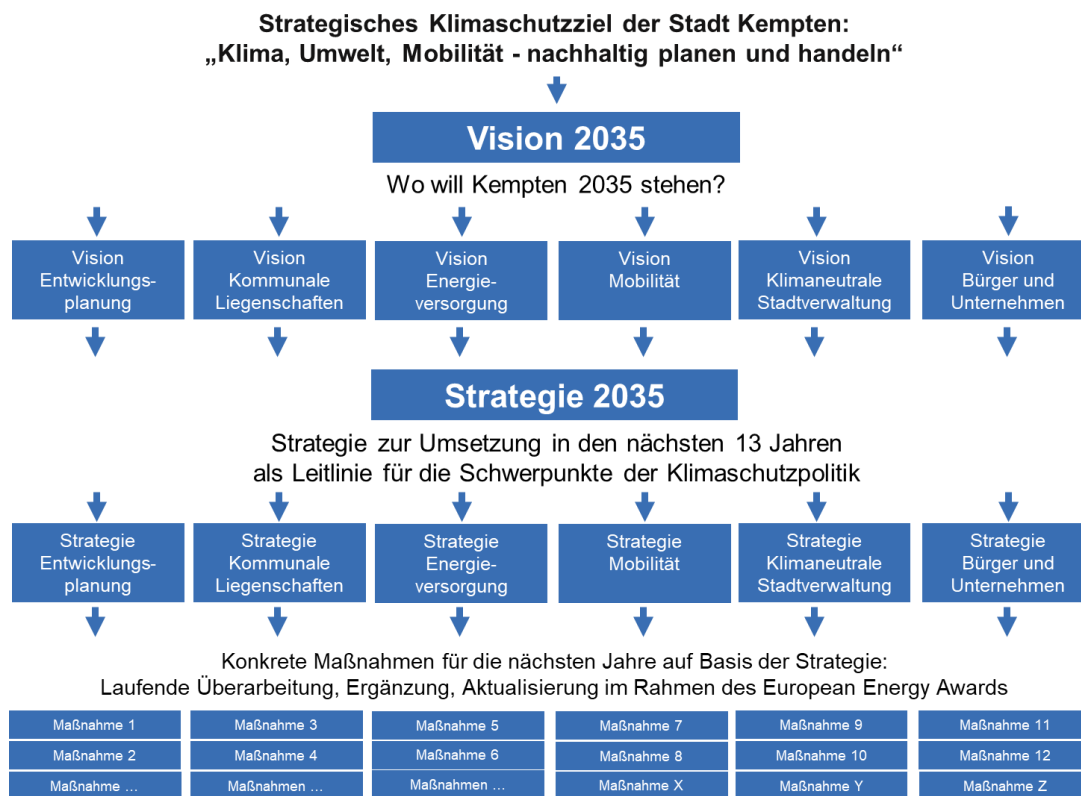 Strategisches Klimaschutzziel der Stadt Kempten:
„Klima, Umwelt, Mobilität - nachhaltig planen und handeln“
Vision 2035
Wo will Kempten 2035 stehen?
Vision
Entwicklungs-
planung
Vision
Kommunale
Liegenschaften
Vision
Energie-
versorgung
Vision
Mobilität
Vision
Klimaneutrale
Stadtverwaltung
Vision
Bürger und
Unternehmen
Strategie 2035
Strategie zur Umsetzung in den nächsten 13 Jahren
als Leitlinie für die Schwerpunkte der Klimaschutzpolitik
Strategie
Entwicklungs-
planung
Strategie
Kommunale
Liegenschaften
Strategie
Energie-
versorgung
Strategie
Mobilität
Strategie
Klimaneutrale
Stadtverwaltung
Strategie
Bürger und
Unternehmen
Konkrete Maßnahmen für die nächsten Jahre auf Basis der Strategie:
Laufende Überarbeitung, Ergänzung, Aktualisierung im Rahmen des European Energy Awards
Maßnahme 1
Maßnahme 2
Maßnahme ...
Maßnahme 3
Maßnahme 4
Maßnahmen ...
Maßnahme 5
Maßnahme 6
Maßnahmen ...
Maßnahme 7
Maßnahme 8
Maßnahme X
Maßnahme 9
Maßnahme 10
Maßnahme Y
Maßnahme 11
Maßnahme 12
Maßnahme Z